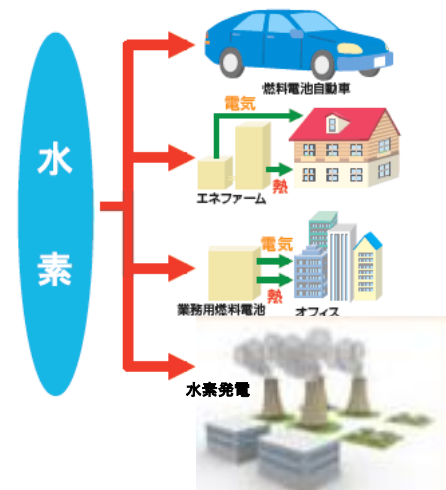 水素
燃料電池自動車
電気
熱
エネファーム
電気
熱
業務用燃料電池
オフィス
水素発電